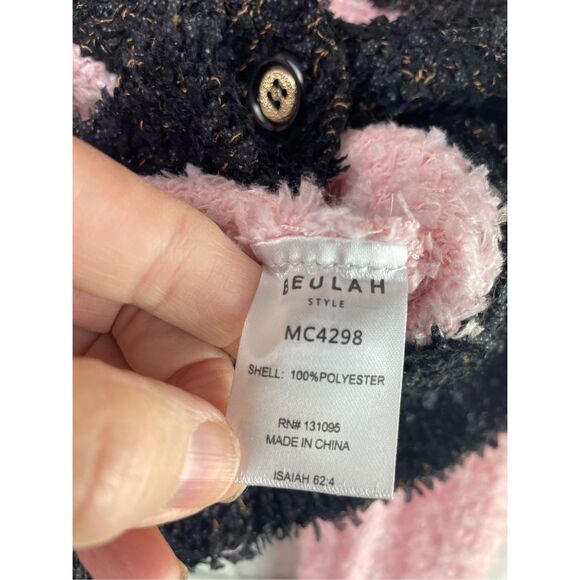 BEULAH
STYLE
MC4298
SHELL: 100%POLYESTER
RN# 131095
MADE IN CHINA
ISAIAH 62:4